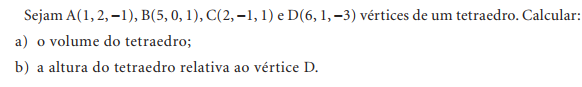 Sejam A(1, 2, −1), B(5, 0, 1), C(2, −1, 1) e D(6, 1, −3) vértices de um tetraedro. Calcular:
a) o volume do tetraedro;
b) a altura do tetraedro relativa ao vértice D.